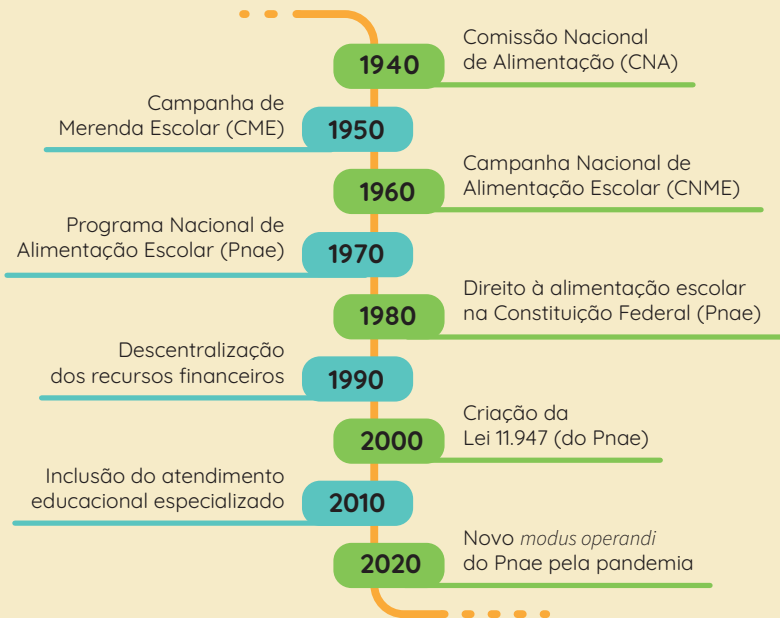 1940
Comissão Nacional
de Alimentação (CNA)
Campanha de
Merenda Escolar (CME)
1950
1960
Campanha Nacional de
Alimentação Escolar (CNME)
Programa Nacional de
Alimentação Escolar (Pnae)
1970
1980
Direito à alimentação escolar
na Constituição Federal (Pnae)
Descentralização
dos recursos financeiros
1990
2000
Criação da
Lei 11.947 (do Pnae)
Inclusão do atendimento
educacional especializado
2010
2020
Novo modus operandi
do Pnae pela pandemia